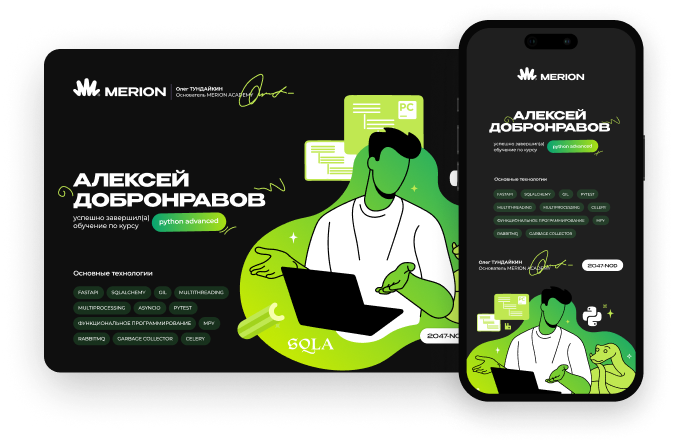 MERION
Олег ТУНДАЙКИН
Основатель MERION ACADEMY
PC
АЛЕКСЕЙ
ДОБРОНРАВОВ
успешно завершил(а)
обучение по курсу
python advanced
Основные технологии
FASTAPI SQLALCHEMY GIL MULTITHREADING
MULTIPROCESSING ASYNCIO PYTEST
ФУНКЦИОНАЛЬНОЕ ПРОГРАММИРОВАНИЕ MPY
RABBITMQ GARBAGE COLLECTOR CELERY
SQLA
2047-NO
MERION
АЛЕКСЕЙ
ДОБРОНРАВОВ
успешно завершил(а)
обучение по курсу
python advanced
Основные технологии
FASTAPI SQLALCHEMY GIL PYTEST
MULTITHREADING MULTIPROCESSING CELERY
ФУНКЦИОНАЛЬНОЕ ПРОГРАММИРОВАНИЕ MPY
RABBITMQ GARBAGE COLLECTOR
Олег ТУНДАЙКИН
Основатель MERION ACADEMY
2047-NOD